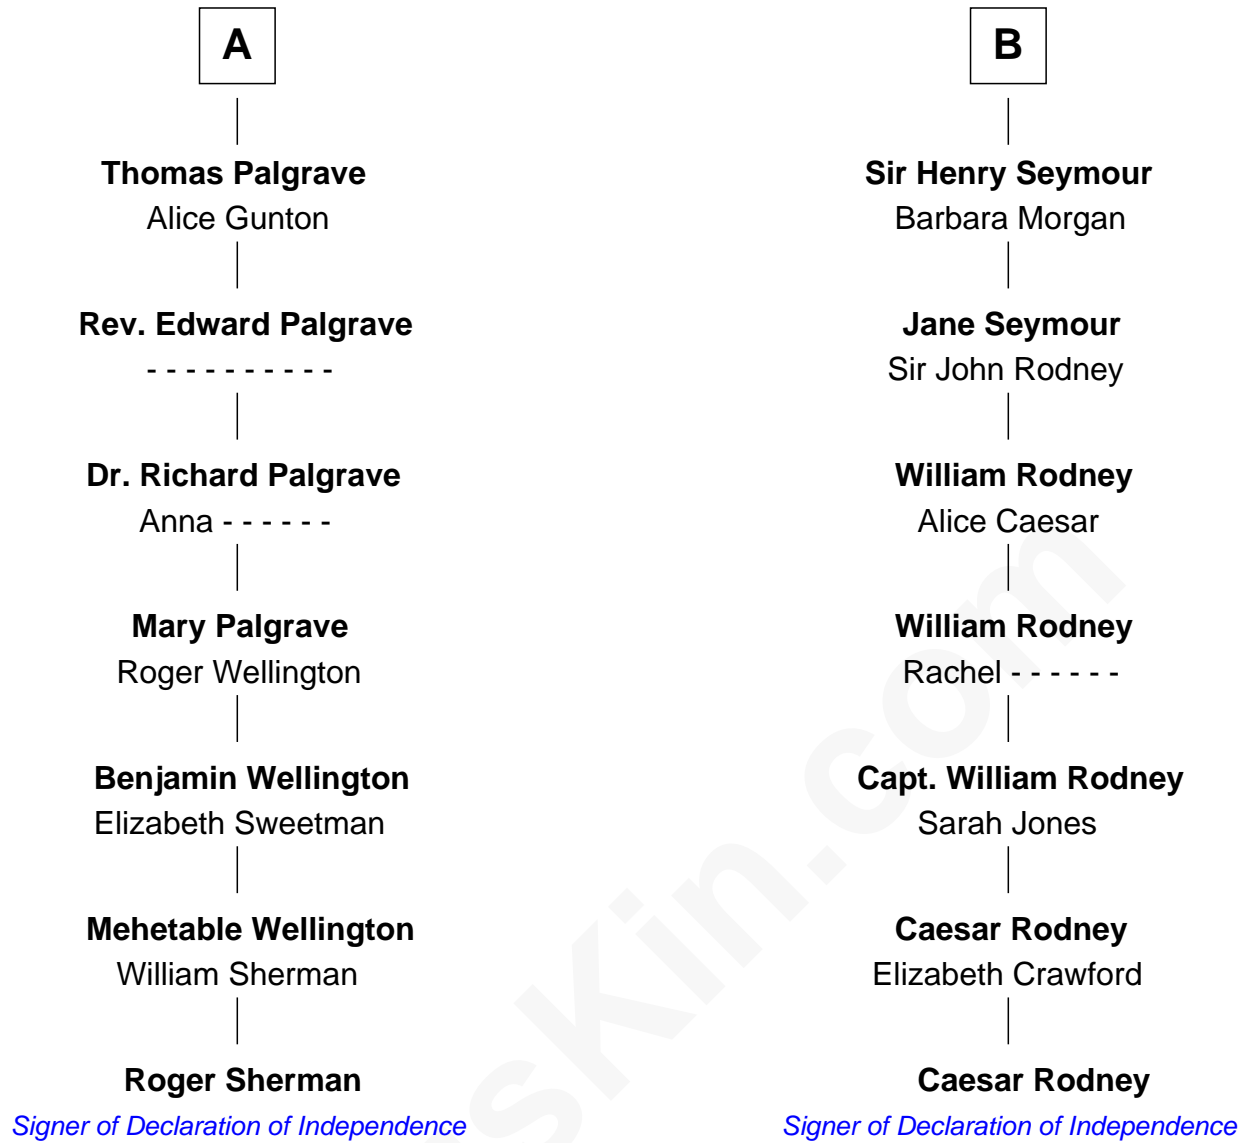 A
Thomas Palgrave
Alice Gunton
Rev. Edward Palgrave
- - - - - - - - - -
Dr. Richard Palgrave
Anna - - - - - -
Mary Palgrave
Roger Wellington
Benjamin Wellington
Elizabeth Sweetman
Mehetable Wellington
William Sherman
Roger Sherman
Signer of Declaration of Independence
B
Sir Henry Seymour
Barbara Morgan
Jane Seymour
Sir John Rodney
William Rodney
Alice Caesar
William Rodney
Rachel - - - - - -
Capt. William Rodney
Sarah Jones
Caesar Rodney
Elizabeth Crawford
Caesar Rodney
Signer of Declaration of Independence